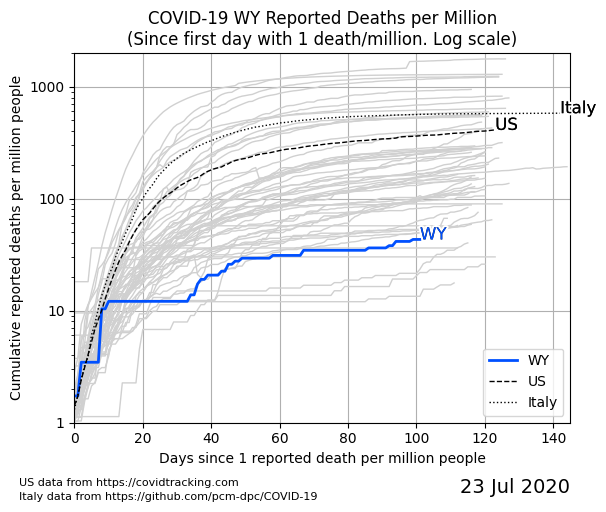 COVID-19 WY Reported Deaths per Million
(Since first day with 1 death/million. Log scale)
Cumulative reported deaths per million people
1000
100
10
1
Italy
US
WY
WY
US
Italy
0 20 40 60 80 100 120 140
Days since 1 reported death per million people
US data from https://covidtracking.com
Italy data from https://github.com/pcm-dpc/COVID-19
23 Jul 2020